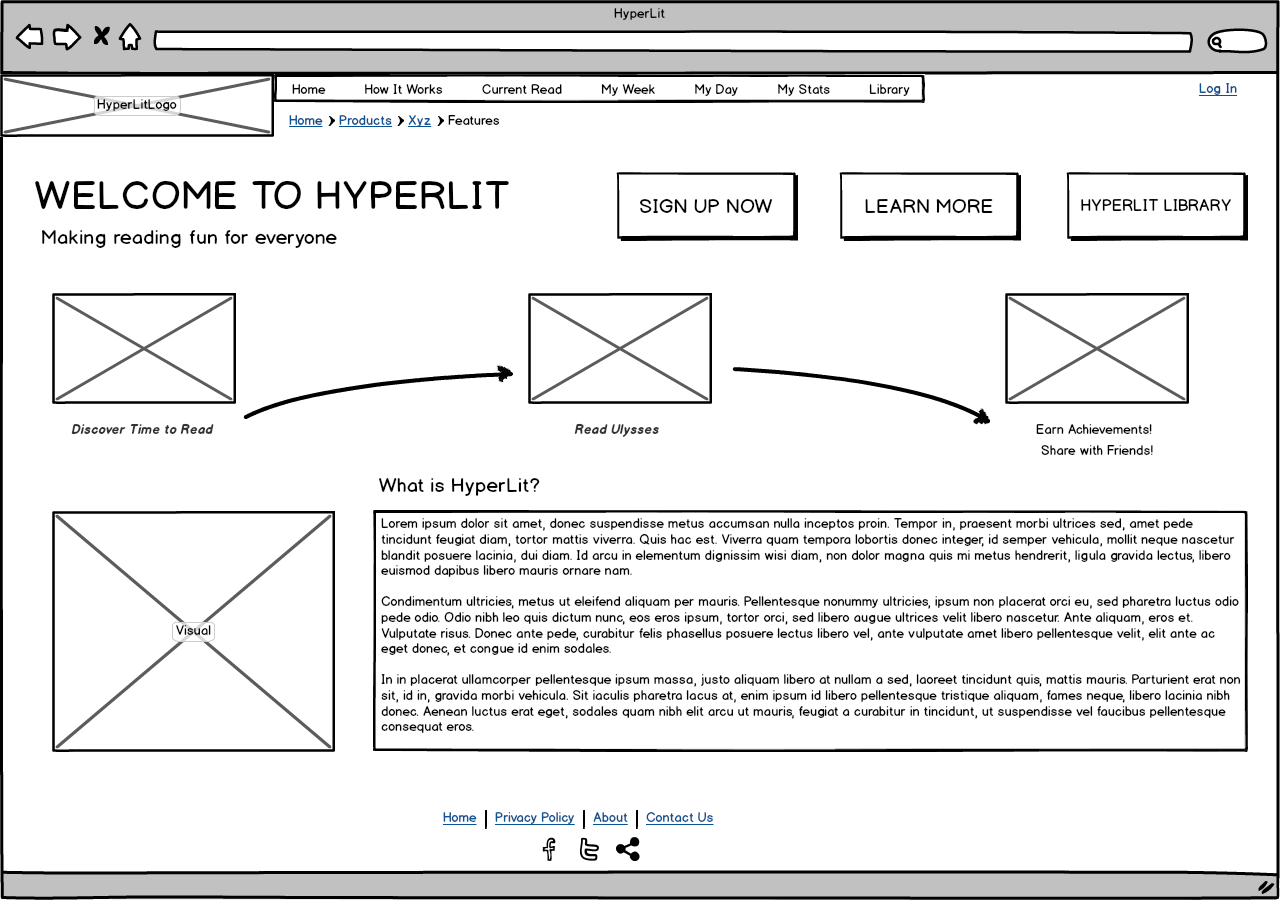 HyperLit
HyperLitLogo
Home How It Works Current Read My Week My Day My Stats Library
Log In
Home Products Xyz Features
WELCOME TO HYPERLIT
Making reading fun for everyone
SIGN UP NOW
LEARN MORE
HYPERLIT LIBRARY
Discover Time to Read
Read Ulysses
Earn Achievements!
Share with Friends!
What is HyperLit?
Visual
Lorem ipsum dolor sit amet, donec suspendisse metus accumsan nulla inceptos proin. Tempor in, praesent morbi ultrices sed, amet pede
tincidunt feugiat diam, tortor mattis viverra. Quis hac est. Viverra quam tempora lobortis donec integer, id semper vehicula, mollit neque nascetur
blandit posuere lacinia, dui diam. Id arcu in elementum dignissim wisi diam, non dolor magna quis mi metus hendrerit, ligula gravida lectus, libero
euismod dapibus libero mauris ornare nam.
Condimentum ultricies, metus ut eleifend aliquam per mauris. Pellentesque nonummy ultricies, ipsum non placerat orci eu, sed pharetra luctus odio
pede odio. Odio nibh leo quis dictum nunc, eos eros ipsum, tortor orci, sed libero augue ultrices velit libero nascetur. Ante aliquam, eros et.
Vulputate risus. Donec ante pede, curabitur felis phasellus posuere lectus libero vel, ante vulputate amet libero pellentesque velit, elit ante ac
eget donec, et congue id enim sodales.
In in placerat ullamcorper pellentesque ipsum massa, justo aliquam libero at nullam a sed, laoreet tincidunt quis, mattis mauris. Parturient erat non
sit, id in, gravida morbi vehicula. Sit iaculis pharetra lacus at, enim ipsum id libero pellentesque tristique aliquam, fames neque, libero lacinia nibh
donec. Aenean luctus erat eget, sodales quam nibh elit arcu ut mauris, feugiat a curabitur in tincidunt, ut suspendisse vel faucibus pellentesque
consequat eros.
Home Privacy Policy About Contact Us